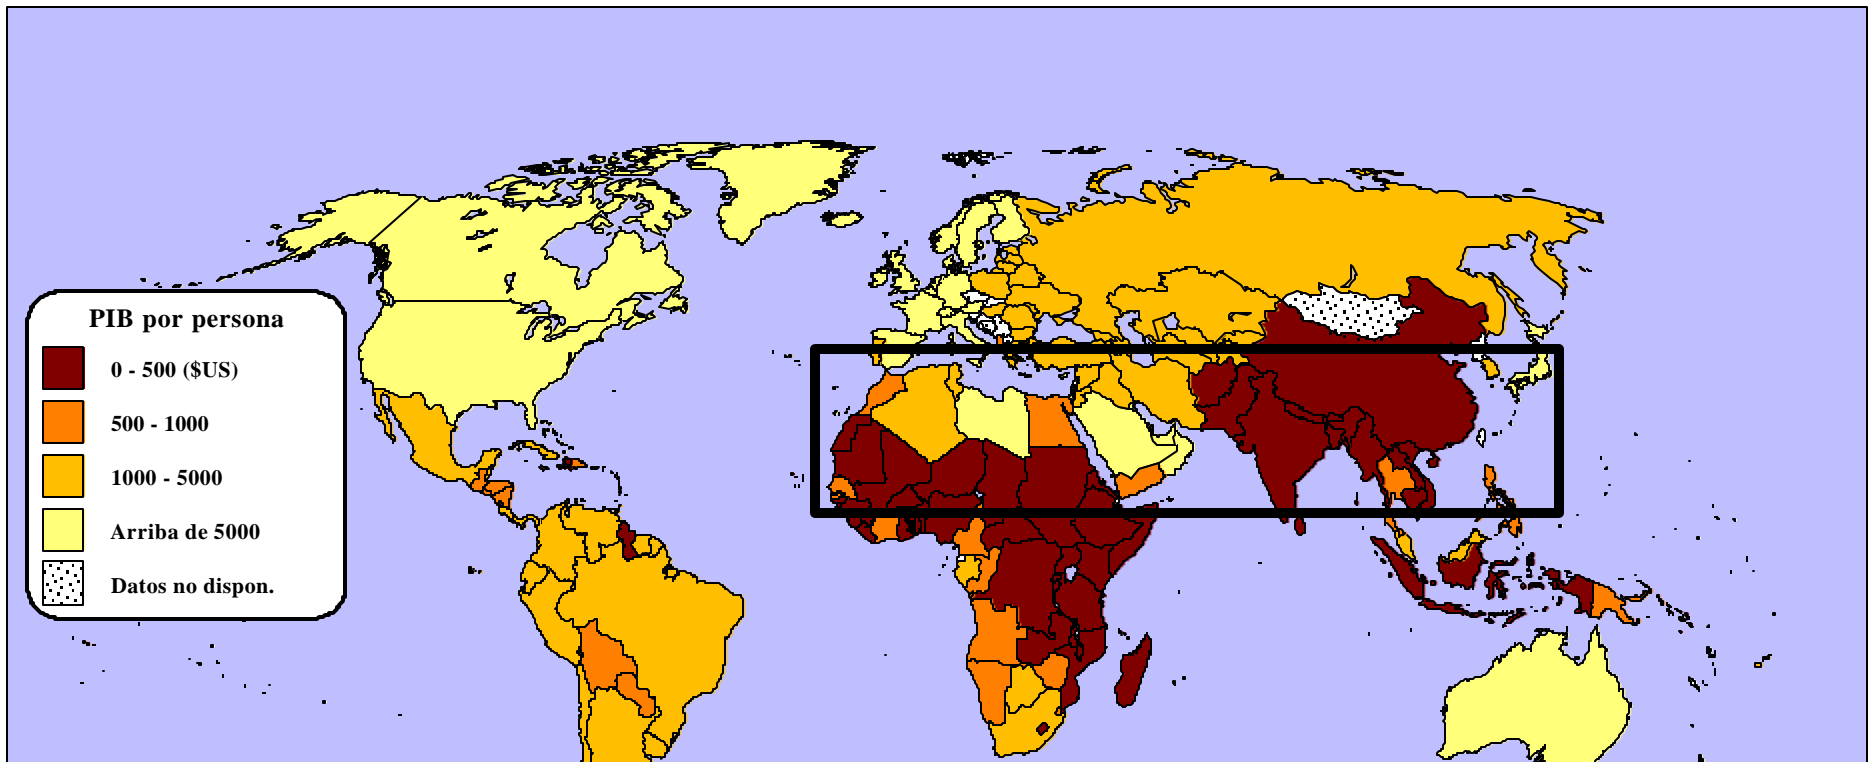 PIB por persona
0 - 500 ($US)
500 - 1000
1000 - 5000
Arriba de 5000
Datos no dispon.